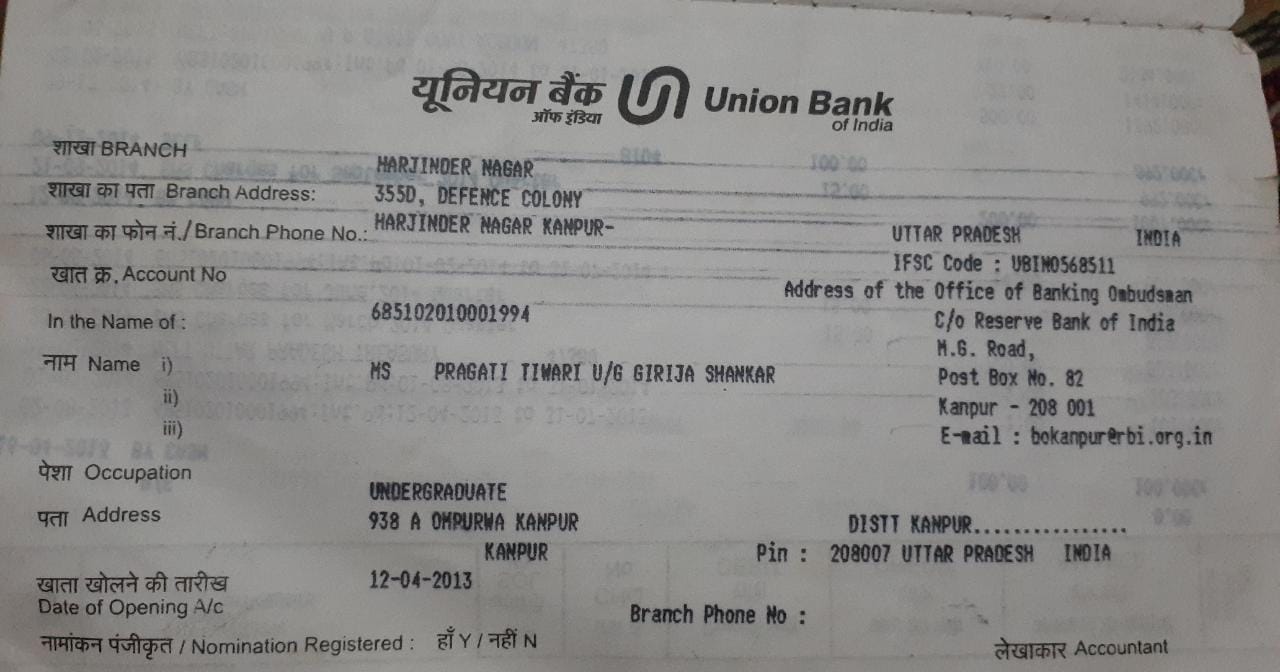 यूनियन बैंक Union Bank
ऑफ इंडिया of India
शाखा BRANCH HARJINDER NAGAR
शाखा का पता Branch Address: 355D, DEFENCE COLONY
शाखा का फोन नं./Branch Phone No.: HARJINDER NAGAR KANPUR- UTTAR PRADESH INDIA
IFSC Code : UBIN0568511
खात क्र. Account No 685102010001994
Address of the Office of Banking Ombudsman
C/o Reserve Bank of India
M.G. Road,
Post Box No. 82
Kanpur - 208 001
E-mail : bokanpur@rbi.org.in
In the Name of :
नाम Name i) MS PRAGATI TIWARI U/G GIRIJA SHANKAR
ii)
iii)
पेशा Occupation UNDERGRADUATE
पता Address 938 A OMPURWA KANPUR DISTT KANPUR................
KANPUR Pin : 208007 UTTAR PRADESH INDIA
खाता खोलने की तारीख 12-04-2013
Date of Opening A/c
Branch Phone No :
नामांकन पंजीकृत / Nomination Registered : हाँ Y / नहीं N
लेखाकार Accountant